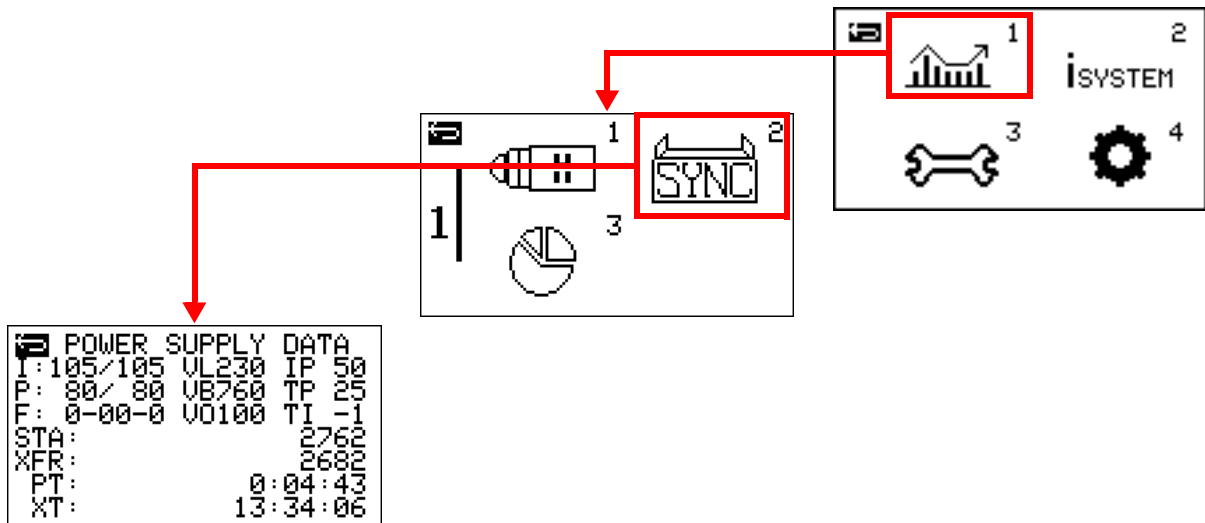 1
2
iSYSTEM
3
4
1
2
SYNC
1
3
POWER SUPPLY DATA
I:105/105 VL230 IP 50
P: 80/ 80 VB760 TP 25
F: 0-00-0 VO100 TI -1
STA: 2762
XFR: 2682
PT: 0:04:43
XT: 13:34:06